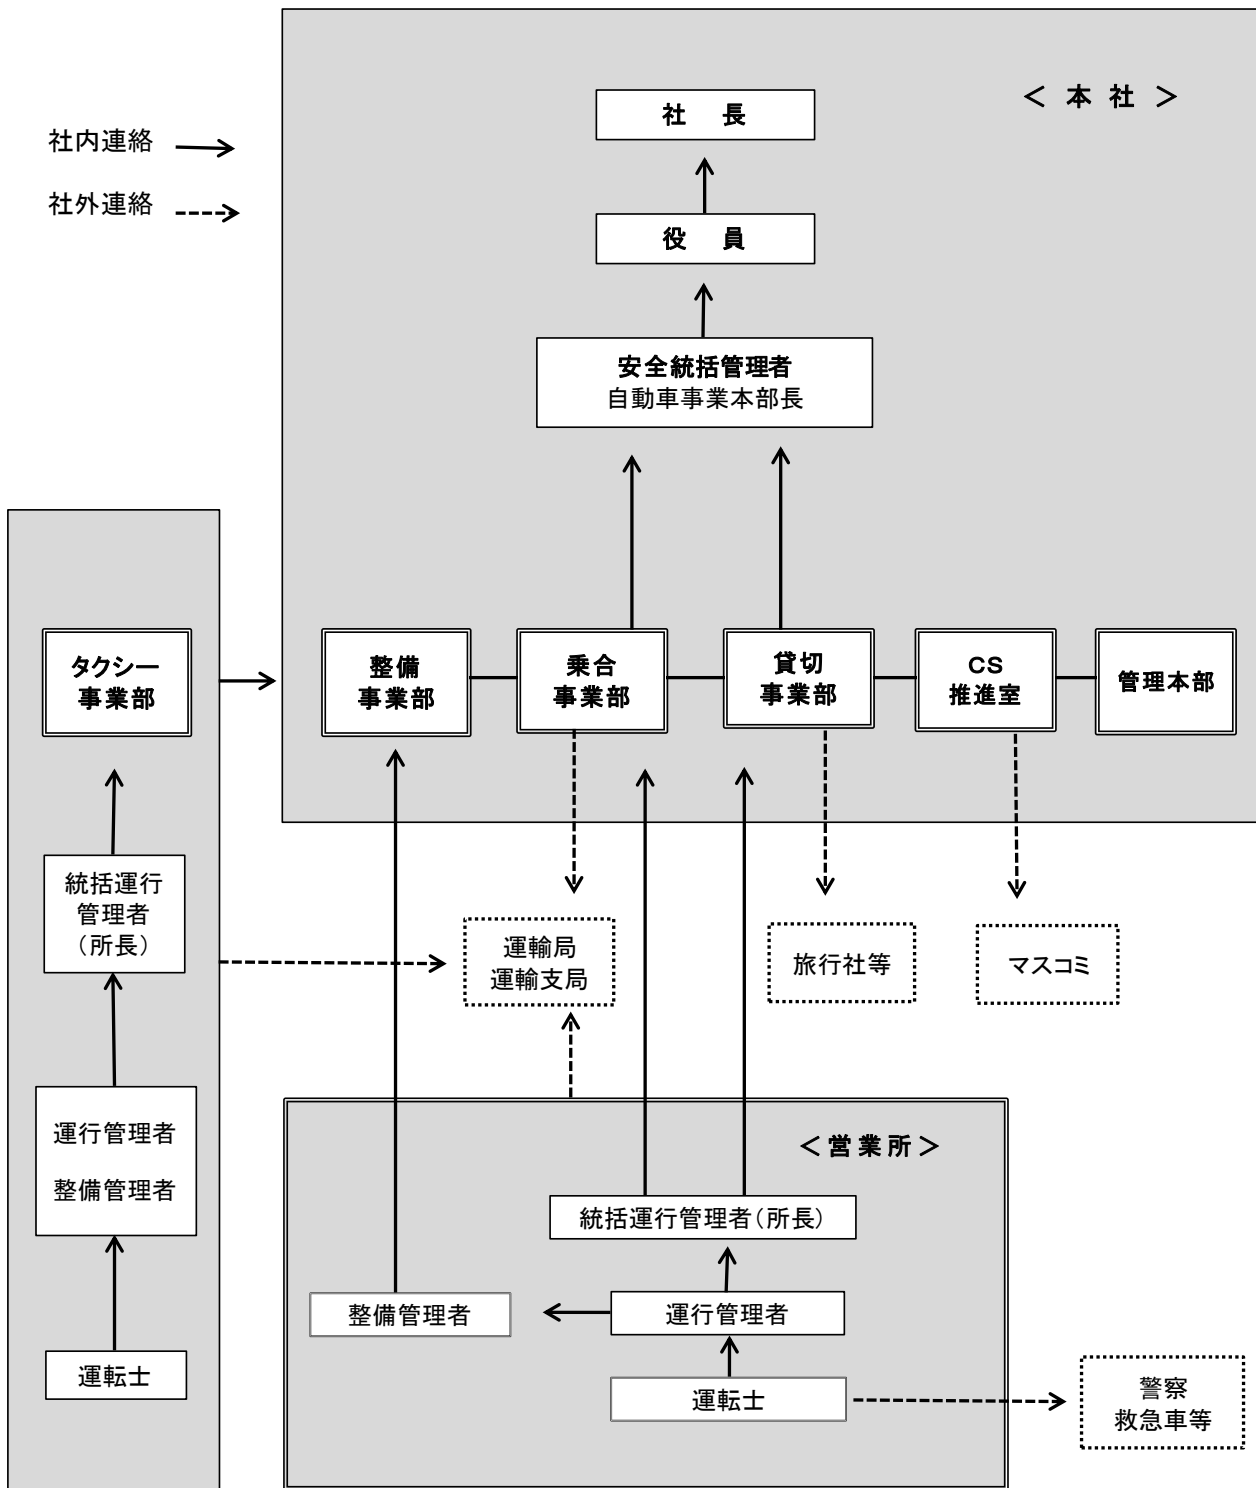 ＜ 本 社 ＞
社 長
社内連絡
社外連絡
役 員
安全統括管理者
自動車事業本部長
タクシー
事業部
整備
事業部
乗合
事業部
貸切
事業部
CS
推進室
管理本部
統括運行
管理者
（所長）
運輸局
運輸支局
旅行社等
マスコミ
運行管理者
整備管理者
＜営業所＞
統括運行管理者（所長）
整備管理者
運行管理者
運転士
運転士
警察
救急車等